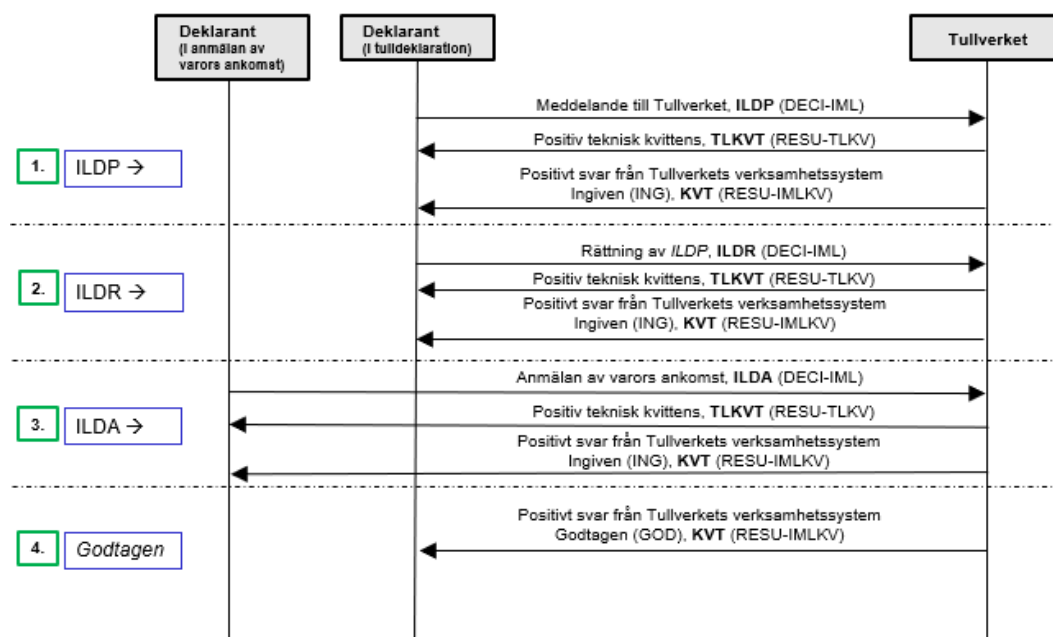 Deklarant
(I anmälan av
varors ankomst)
Deklarant
(I tulldeklaration)
Tullverket
Meddelande till Tullverket, ILDP (DECI-IML)
Positiv teknisk kvittens, TLKVT (RESU-TLKV)
1. ILDP →
Positivt svar från Tullverkets verksamhetssystem
Ingiven (ING), KVT (RESU-IMLKV)
Rättning av ILDP, ILDR (DECI-IML)
2. ILDR →
Positiv teknisk kvittens, TLKVT (RESU-TLKV)
Positivt svar från Tullverkets verksamhetssystem
Ingiven (ING), KVT (RESU-IMLKV)
Anmälan av varors ankomst, ILDA (DECI-IML)
3. ILDA →
Positiv teknisk kvittens, TLKVT (RESU-TLKV)
Positivt svar från Tullverkets verksamhetssystem
Ingiven (ING), KVT (RESU-IMLKV)
4. Godtagen
Positivt svar från Tullverkets verksamhetssystem
Godtagen (GOD), KVT (RESU-IMLKV)